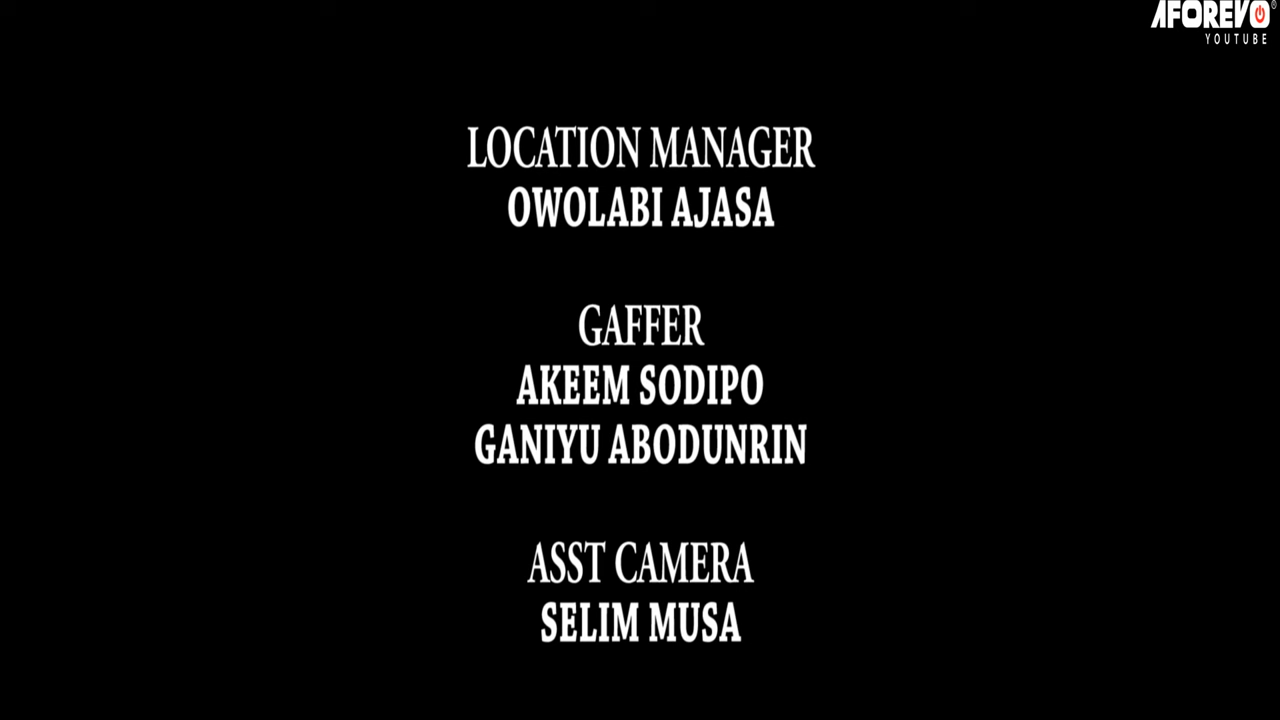 AFOREVO
YOUTUBE
LOCATION MANAGER
OWOLABI AJASA
GAFFER
AKEEM SODIPO
GANIYU ABODUNRIN
ASST CAMERA
SELIM MUSA